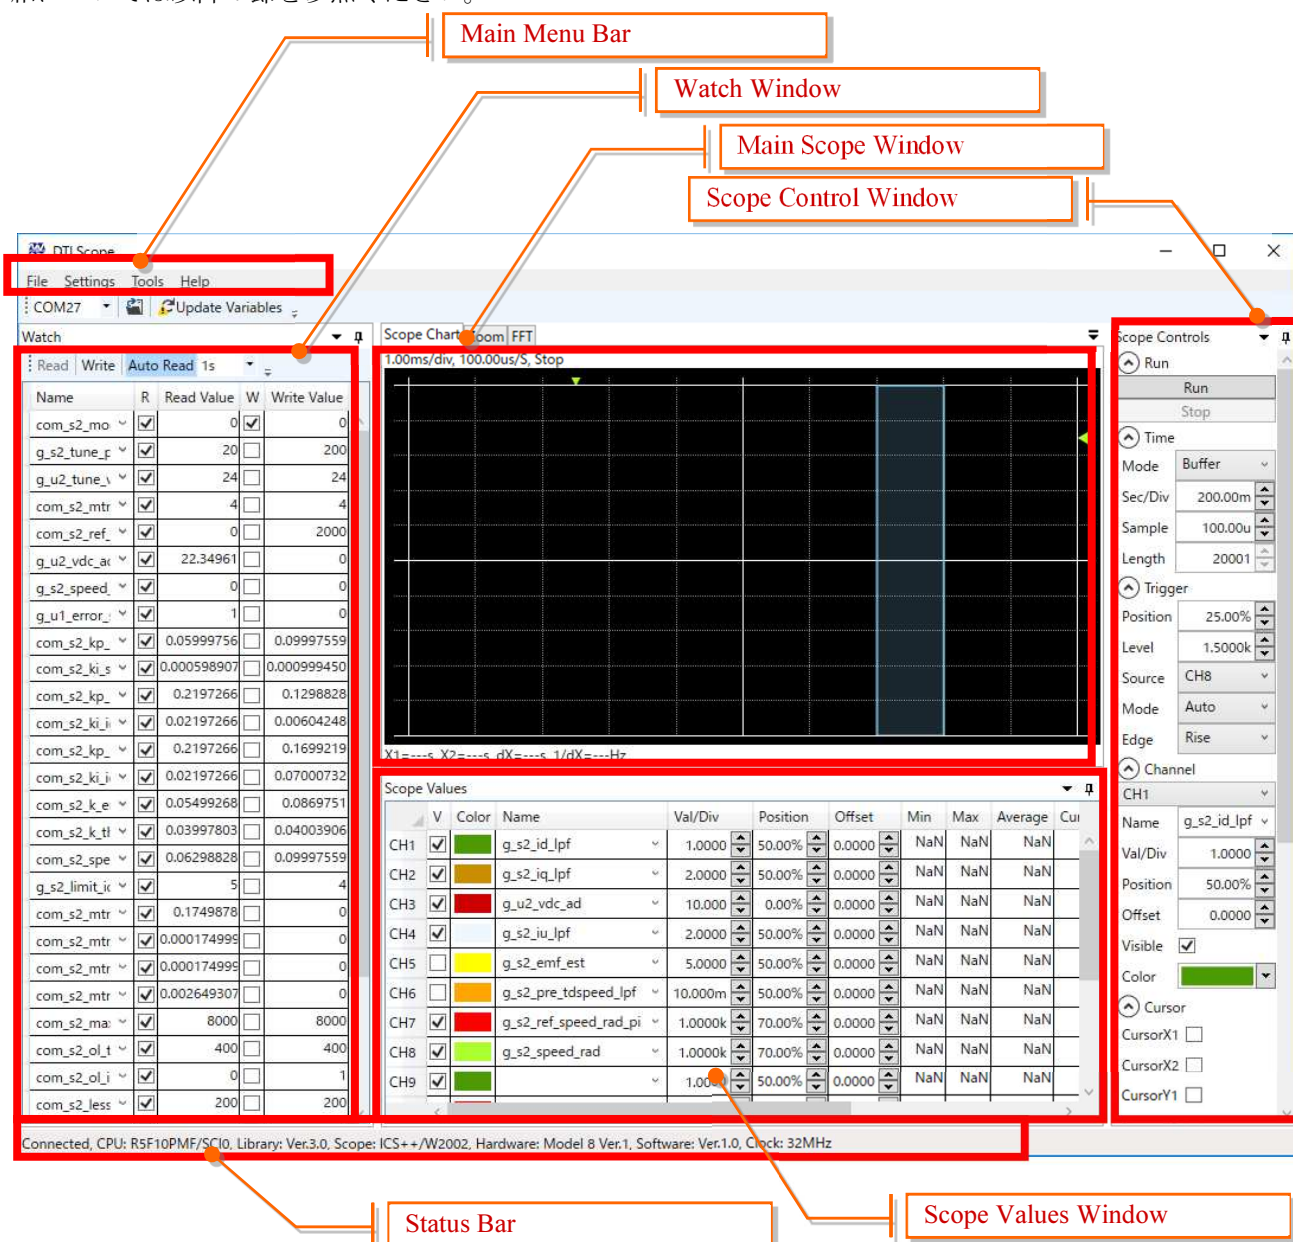 Main Menu Bar
Watch Window
Main Scope Window
Scope Control Window
DTI Scope
File Settings Tools Help
COM27 Update Variables
Watch
Read Write Auto Read 1s
Name R Read Value W Write Value
com_s2_mo 0 0
g_s2_tune_p 20 200
g_u2_tune_v 24 24
com_s2_mtr 4 4
com_s2_ref_ 0 2000
g_u2_vdc_ac 22.34961 0
g_s2_speed_ 0 0
g_u1_error_ 1 0
com_s2_kp_ 0.05999756 0.09997559
com_s2_ki_s 0.000598907 0.000999450
com_s2_kp_ 0.2197266 0.1298828
com_s2_ki_i 0.02197266 0.00604248
com_s2_kp_ 0.2197266 0.1699219
com_s2_ki_i 0.02197266 0.07000732
com_s2_k_e 0.05499268 0.0869751
com_s2_k_tl 0.03997803 0.04003906
com_s2_spe 0.06298828 0.09997559
g_s2_limit_ic 5 4
com_s2_mtr 0.1749878 0
com_s2_mtr 0.000174999 0
com_s2_mtr 0.000174999 0
com_s2_mtr 0.002649307 0
com_s2_ma 8000 8000
com_s2_ol_t 400 400
com_s2_ol_i 0 1
com_s2_less 200 200
Scope Chart Zoom FFT
1.00ms/div, 100.00us/S, Stop
X1=---s, X2=---s, dX=---s, 1/dX=---Hz
Scope Values
V Color Name Val/Div Position Offset Min Max Average Cur
CH1 g_s2_id_lpf 1.0000 50.00% 0.0000 NaN NaN NaN
CH2 g_s2_iq_lpf 2.0000 50.00% 0.0000 NaN NaN NaN
CH3 g_u2_vdc_ad 10.000 0.00% 0.0000 NaN NaN NaN
CH4 g_s2_iu_lpf 2.0000 50.00% 0.0000 NaN NaN NaN
CH5 g_s2_emf_est 5.0000 50.00% 0.0000 NaN NaN NaN
CH6 g_s2_pre_tdspeed_lpf 10.000m 50.00% 0.0000 NaN NaN NaN
CH7 g_s2_ref_speed_rad_pi 1.0000k 70.00% 0.0000 NaN NaN NaN
CH8 g_s2_speed_rad 1.0000k 70.00% 0.0000 NaN NaN NaN
CH9 1.0000 50.00% 0.0000 NaN NaN NaN
Scope Controls
Run
Run
Stop
Time
Mode Buffer
Sec/Div 200.00m
Sample 100.00u
Length 20001
Trigger
Position 25.00%
Level 1.5000k
Source CH8
Mode Auto
Edge Rise
Channel
CH1
Name g_s2_id_lpf
Val/Div 1.0000
Position 50.00%
Offset 0.0000
Visible
Color
Cursor
CursorX1
CursorX2
CursorY1
Connected, CPU: R5F10PMF/SCI0, Library: Ver.3.0, Scope: ICS++/W2002, Hardware: Model 8 Ver.1, Software: Ver.1.0, Clock: 32MHz
Status Bar
Scope Values Window